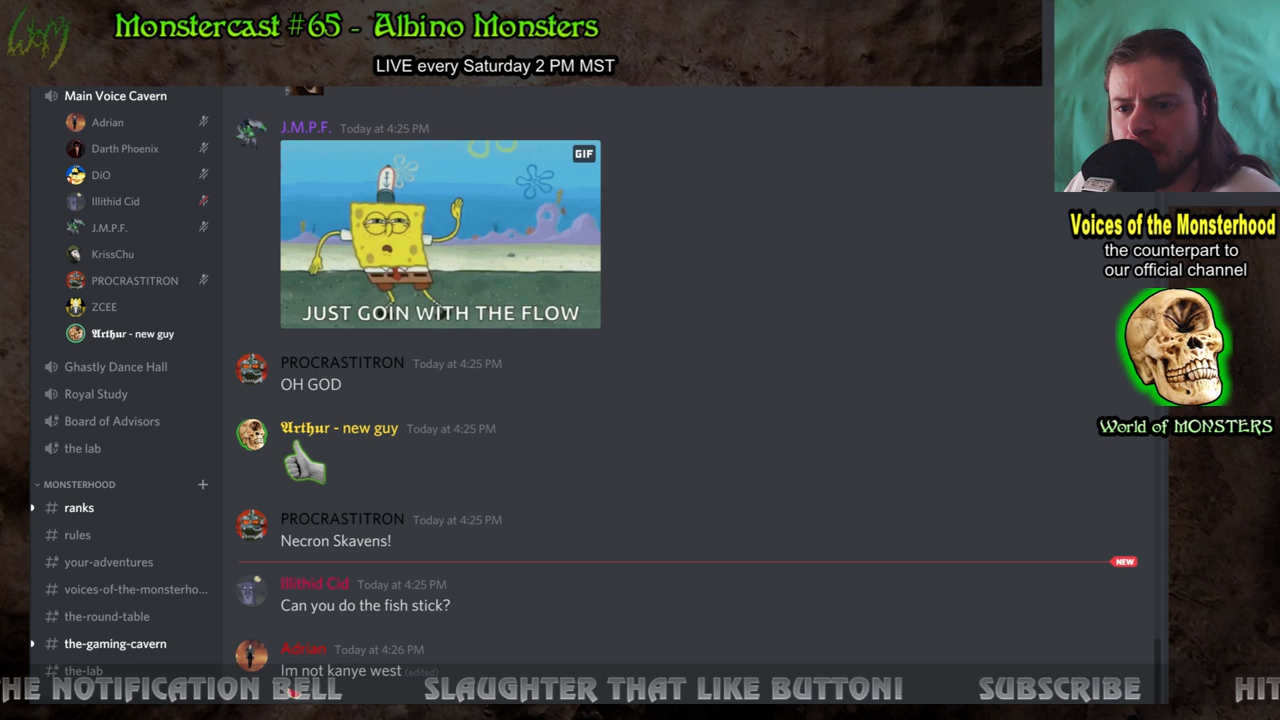 Monstercast #65 - Albino Monsters
LIVE every Saturday 2 PM MST
Main Voice Cavern
Adrian
Darth Phoenix
DiO
Illithid Cid
J.M.P.F.
KrissChu
PROCRASTITRON
ZCEE
𝕬𝖗𝖙𝖍𝖚r - new guy
Ghastly Dance Hall
Royal Study
Board of Advisors
the lab
MONSTERHOOD
ranks
rules
your-adventures
voices-of-the-monsterho...
the-round-table
the-gaming-cavern
the-lab
J.M.P.F. Today at 4:25 PM
GIF
JUST GOIN WITH THE FLOW
PROCRASTITRON Today at 4:25 PM
OH GOD
𝕬𝖗𝖙𝖍𝖚r - new guy Today at 4:25 PM
PROCRASTITRON Today at 4:25 PM
Necron Skavens!
NEW
Illithid Cid Today at 4:25 PM
Can you do the fish stick?
Adrian Today at 4:26 PM
Im not kanye west (edited)
Voices of the Monsterhood
the counterpart to
our official channel
World of MONSTERS
THE NOTIFICATION BELL SLAUGHTER THAT LIKE BUTTON! SUBSCRIBE HIT